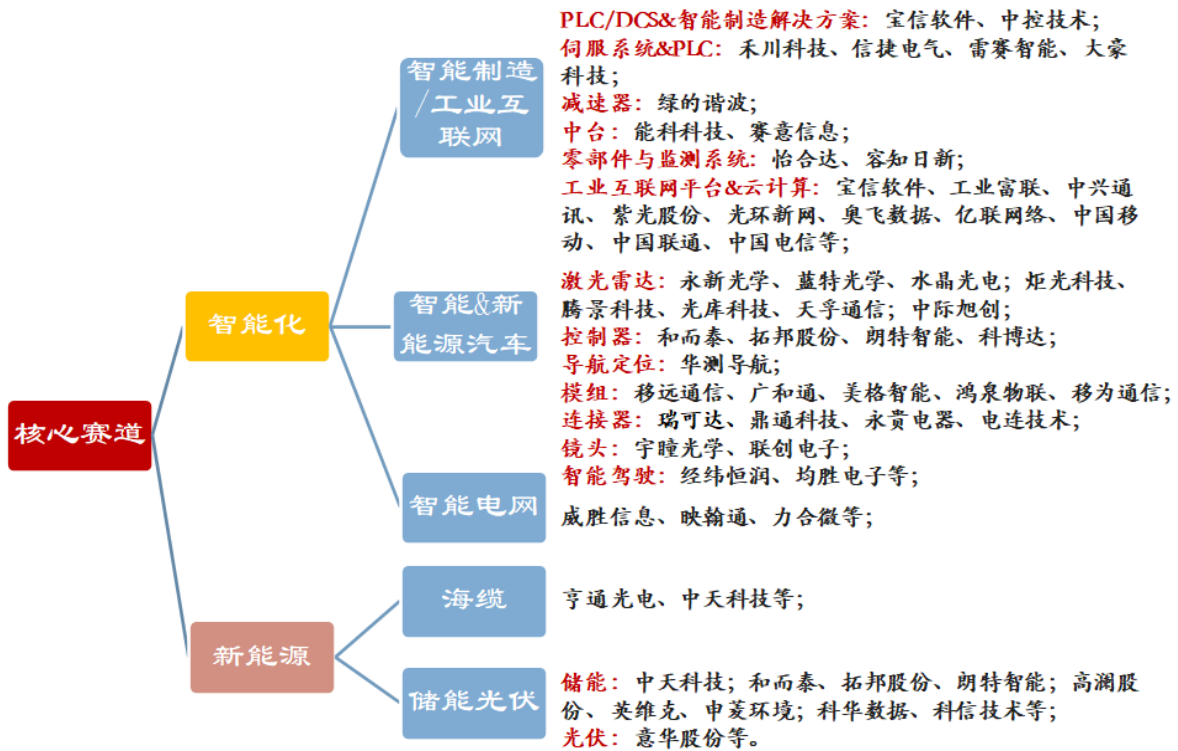 核心赛道
智能化
新能源
智能制造
/工业互
联网
PLC/DCS&智能制造解决方案：宝信软件、中控技术；
伺服系统&PLC：禾川科技、信捷电气、雷赛智能、大豪
科技；
减速器：绿的谐波；
中台：能科科技、赛意信息；
零部件与监测系统：怡合达、容知日新；
工业互联网平台&云计算：宝信软件、工业富联、中兴通
讯、紫光股份、光环新网、奥飞数据、亿联网络、中国移
动、中国联通、中国电信等；
智能&新
能源汽车
激光雷达：永新光学、蓝特光学、水晶光电；炬光科技、
腾景科技、光库科技、天孚通信；中际旭创；
控制器：和而泰、拓邦股份、朗特智能、科博达；
导航定位：华测导航；
模组：移远通信、广和通、美格智能、鸿泉物联、移为通信；
连接器：瑞可达、鼎通科技、永贵电器、电连技术；
镜头：宇瞳光学、联创电子；
智能驾驶：经纬恒润、均胜电子等；
智能电网
威胜信息、映翰通、力合微等；
海缆
亨通光电、中天科技等；
储能光伏
储能：中天科技；和而泰、拓邦股份、朗特智能；高澜股
份、英维克、申菱环境；科华数据、科信技术等；
光伏：意华股份等。